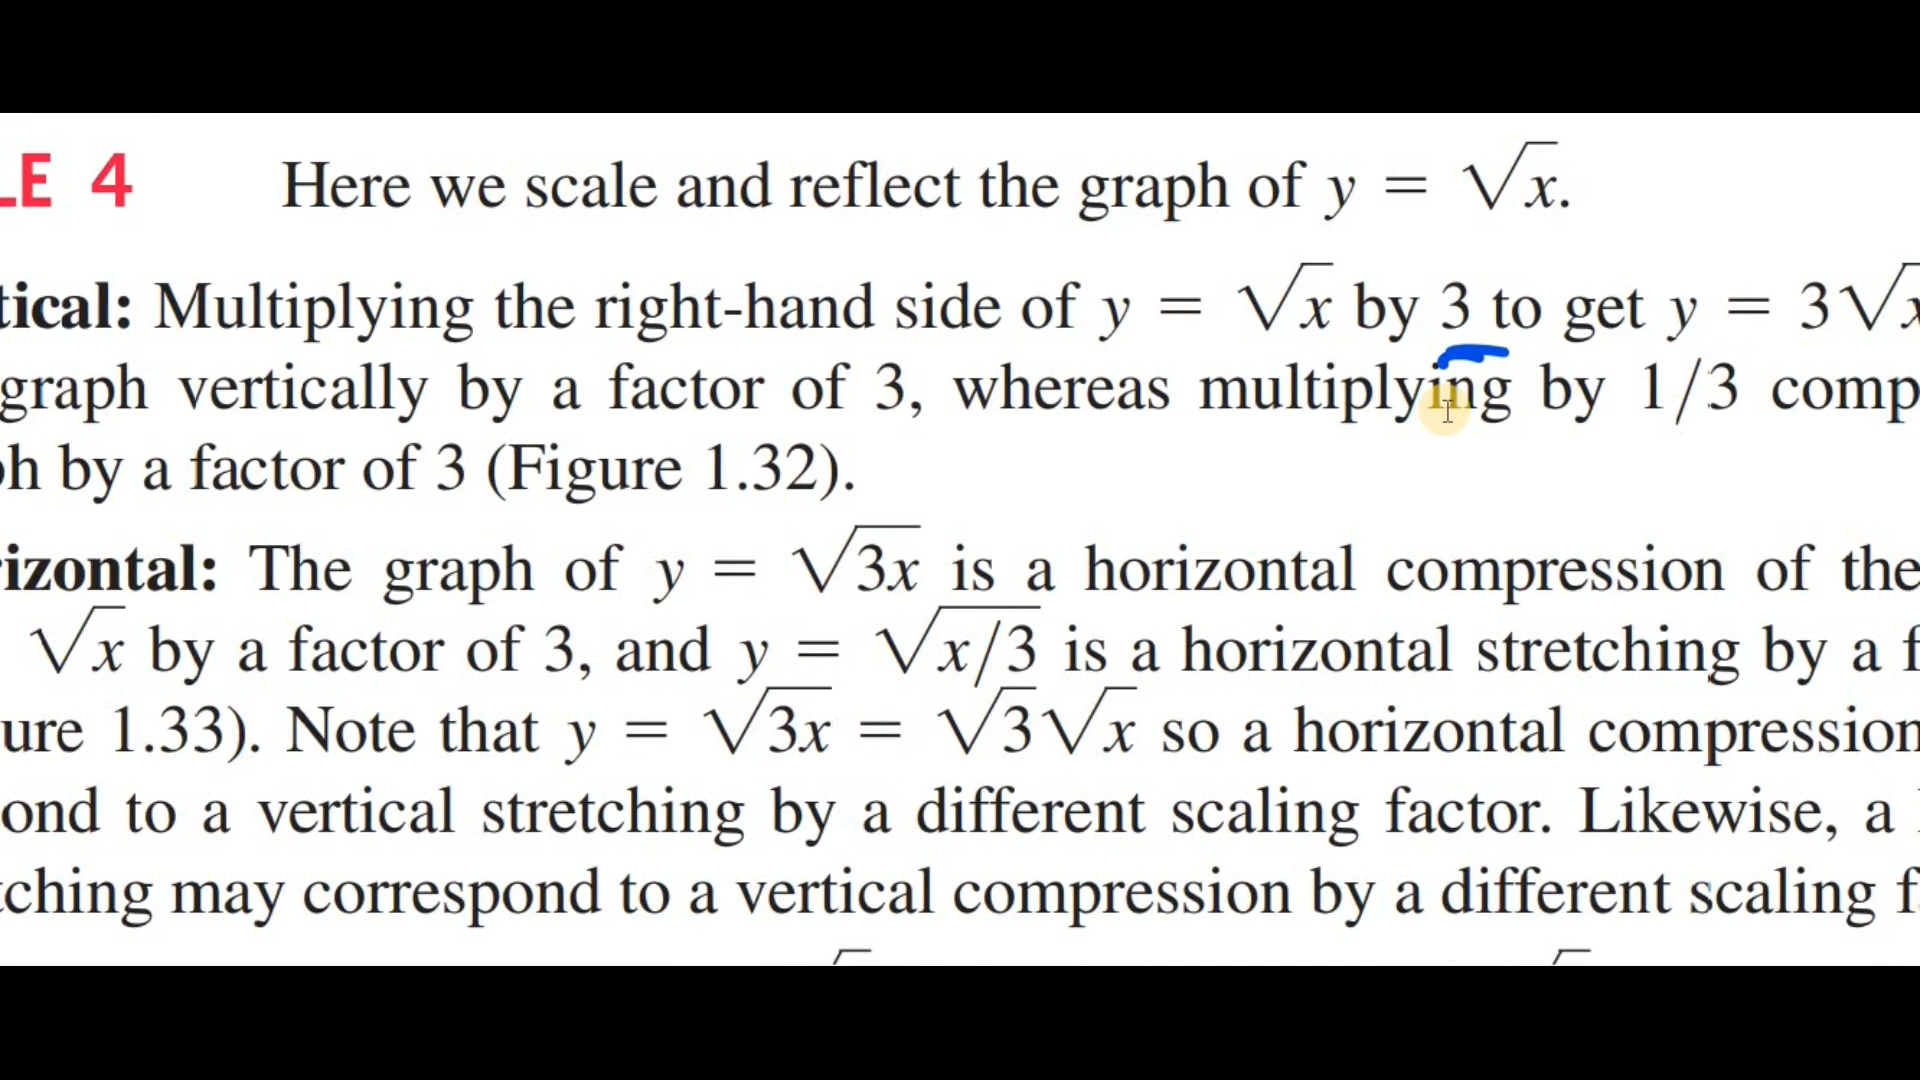 LE 4 Here we scale and reflect the graph of y = √x.
tical: Multiplying the right-hand side of y = √x by 3 to get y = 3√x
graph vertically by a factor of 3, whereas multiplying by 1/3 comp
h by a factor of 3 (Figure 1.32).
izontal: The graph of y = √3x is a horizontal compression of the
√x by a factor of 3, and y = √x/3 is a horizontal stretching by a f
ure 1.33). Note that y = √3x = √3√x so a horizontal compression
ond to a vertical stretching by a different scaling factor. Likewise, a
ching may correspond to a vertical compression by a different scaling f